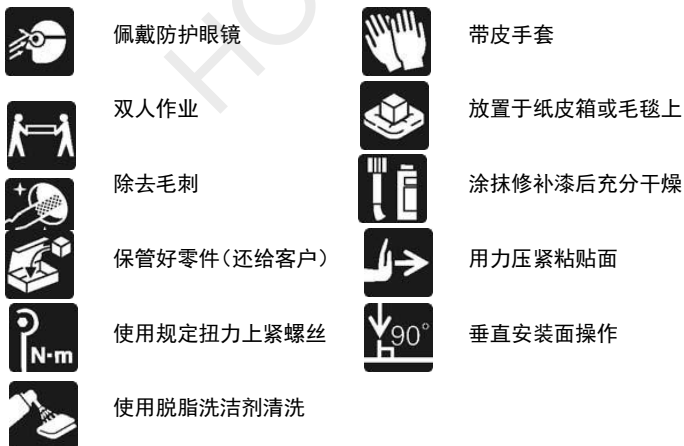 佩戴防护眼镜
带皮手套
双人作业
放置于纸皮箱或毛毯上
除去毛刺
涂抹修补漆后充分干燥
保管好零件（还给客户）
用力压紧粘贴面
N·m
使用规定扭力上紧螺丝
90°
垂直安装面操作
使用脱脂洗洁剂清洗
HO